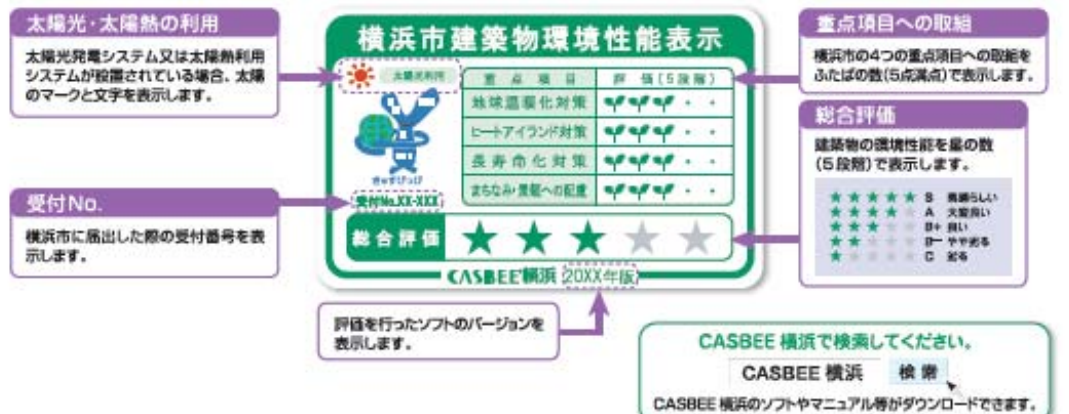 太陽光・太陽熱の利用
太陽光発電システム又は太陽熱利用
システムが設置されている場合、太陽
のマークと文字を表示します。
受付No.
横浜市に届出した際の受付番号を表
示します。
横浜市建築物環境性能表示
太陽光利用
重点項目 評価(5段階)
地球温暖化対策
ヒートアイランド対策
長寿命化対策
まちなみ・景観への配慮
きゃすびっぴ
受付No.XX-XXX
総合評価 ★★★★★
CASBEE横浜 20XX年版
評価を行ったソフトのバージョンを
表示します。
重点項目への取組
横浜市の4つの重点項目への取組を
ふたばの数(5点満点)で表示します。
総合評価
建築物の環境性能を星の数
(5段階)で表示します。
★★★★★ S 素晴らしい
★★★★★ A 大変良い
★★★★★ B+ 良い
★★★★★ B- やや劣る
★★★★★ C 劣る
CASBEE 横浜で検索してください。
CASBEE 横浜 検索
CASBEE 横浜のソフトやマニュアル等がダウンロードできます。